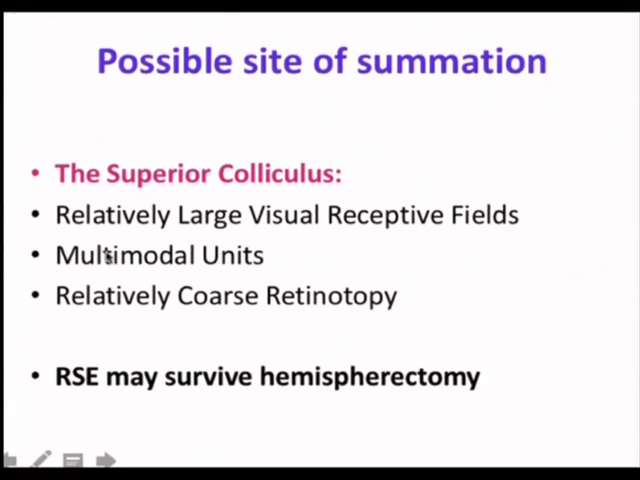 Possible site of summation
• The Superior Colliculus:
• Relatively Large Visual Receptive Fields
• Multimodal Units
• Relatively Coarse Retinotopy
• RSE may survive hemispherectomy